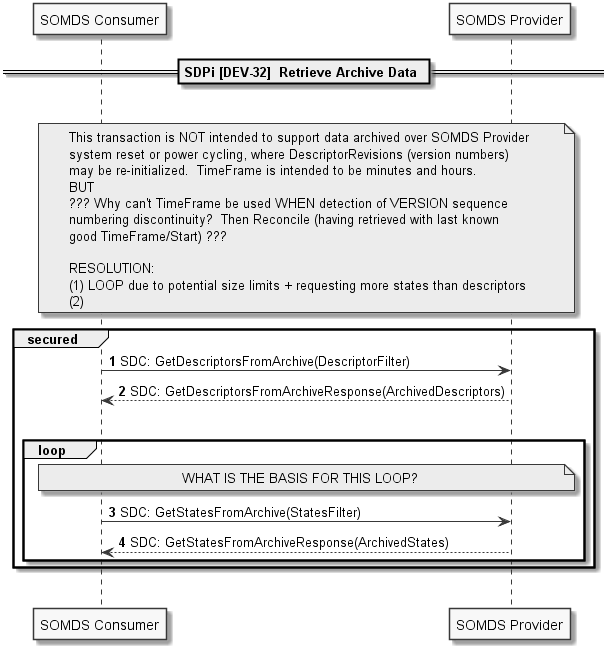 SOMDS Consumer
SOMDS Provider
SDPi [DEV-32]  Retrieve Archive Data
This transaction is NOT intended to support data archived over SOMDS Provider
system reset or power cycling, where DescriptorRevisions (version numbers)
may be re-initialized.  TimeFrame is intended to be minutes and hours.
BUT
??? Why can't TimeFrame be used WHEN detection of VERSION sequence
numbering discontinuity?  Then Reconcile (having retrieved with last known
good TimeFrame/Start) ???
RESOLUTION:
(1) LOOP due to potential size limits + requesting more states than descriptors
(2)
secured
1 SDC: GetDescriptorsFromArchive(DescriptorFilter)
2 SDC: GetDescriptorsFromArchiveResponse(ArchivedDescriptors)
loop
WHAT IS THE BASIS FOR THIS LOOP?
3 SDC: GetStatesFromArchive(StatesFilter)
4 SDC: GetStatesFromArchiveResponse(ArchivedStates)
SOMDS Consumer
SOMDS Provider